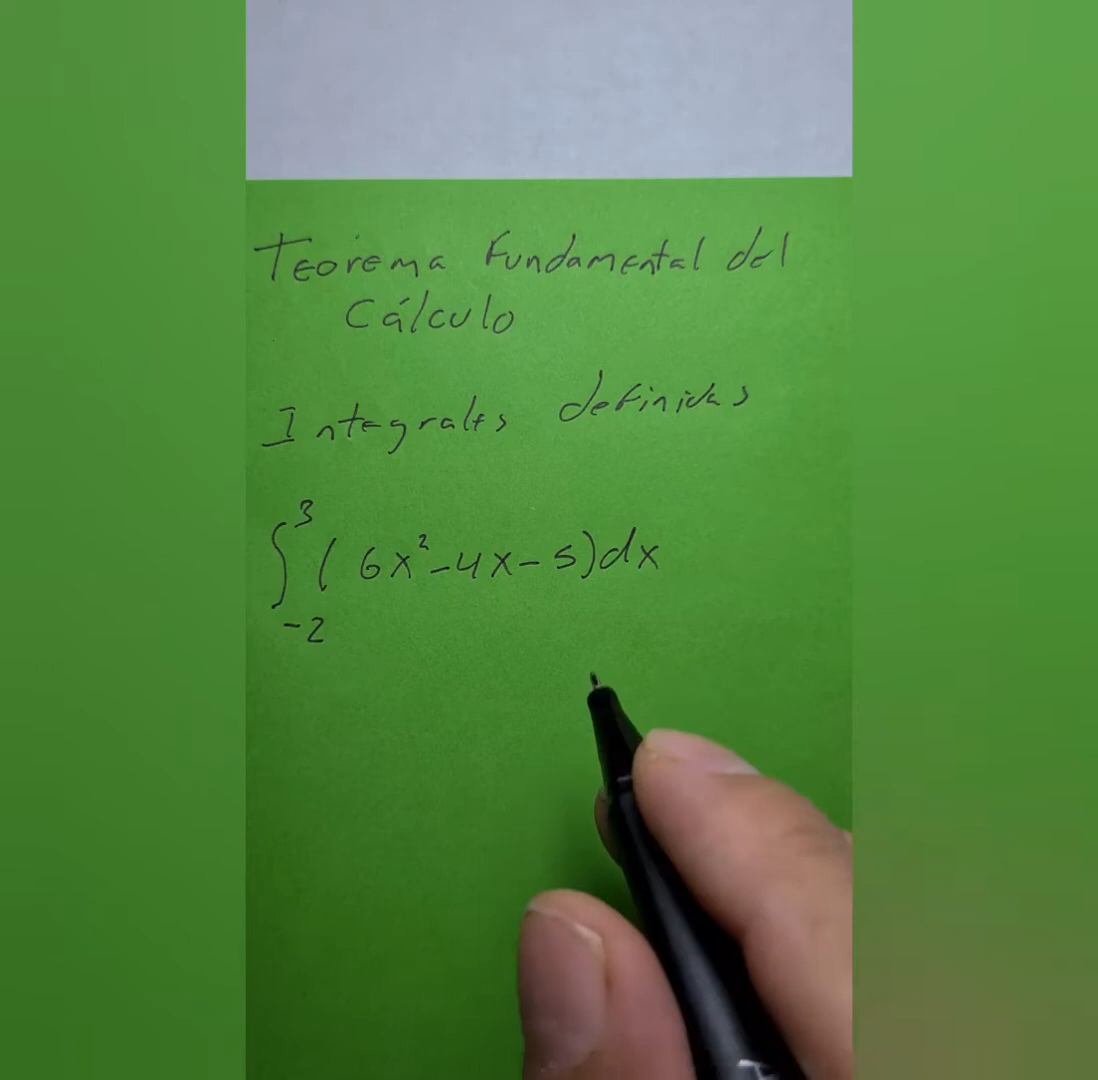 Teorema Fundamental del
Cálculo
Integrales definidas
∫₋₂³ (6x²-4x-5)dx